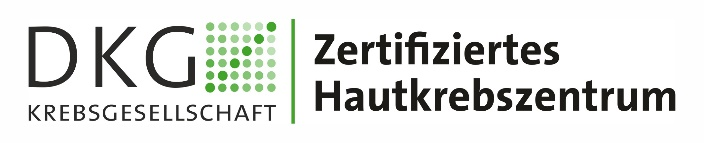 DKG
KREBSGESELLSCHAFT
Zertifiziertes
Hautkrebszentrum